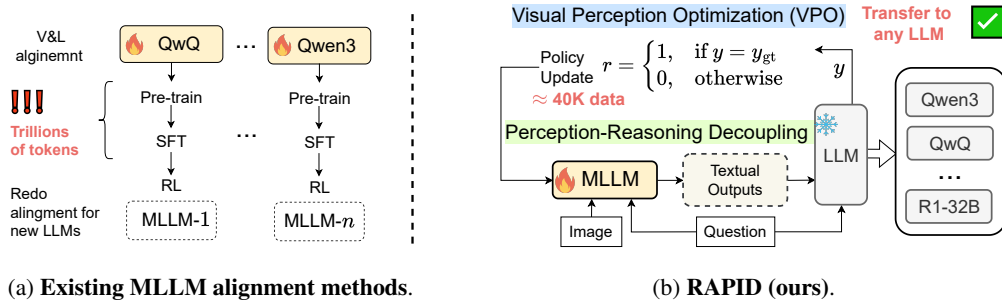 V&L
alginemnt
QwQ
...
Qwen3
!!!
Trillions
of tokens
Pre-train
SFT
RL
...
Pre-train
SFT
RL
Redo
alingment for
new LLMs
MLLM-1
MLLM-n
(a) Existing MLLM alignment methods.
Visual Perception Optimization (VPO)
Transfer to
any LLM
Policy
Update
≈ 40K data
r = { 1, if y = y_gt
0, otherwise
y
Perception-Reasoning Decoupling
MLLM
Textual
Outputs
LLM
Image
Question
Qwen3
QwQ
...
R1-32B
(b) RAPID (ours).